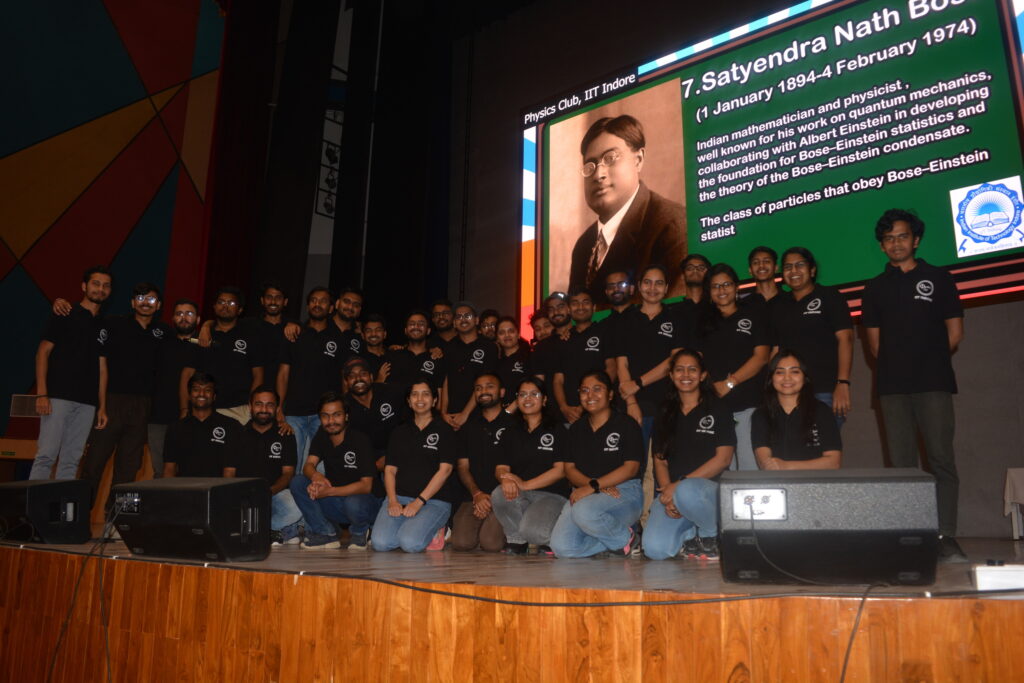 Physics Club, IIT Indore
7.Satyendra Nath Bos
(1 January 1894-4 February 1974)
Indian mathematician and physicist ,
well known for his work on quantum mechanics,
collaborating with Albert Einstein in developing
the foundation for Bose–Einstein statistics and
the theory of the Bose–Einstein condensate.
The class of particles that obey Bose–Einstein
statist